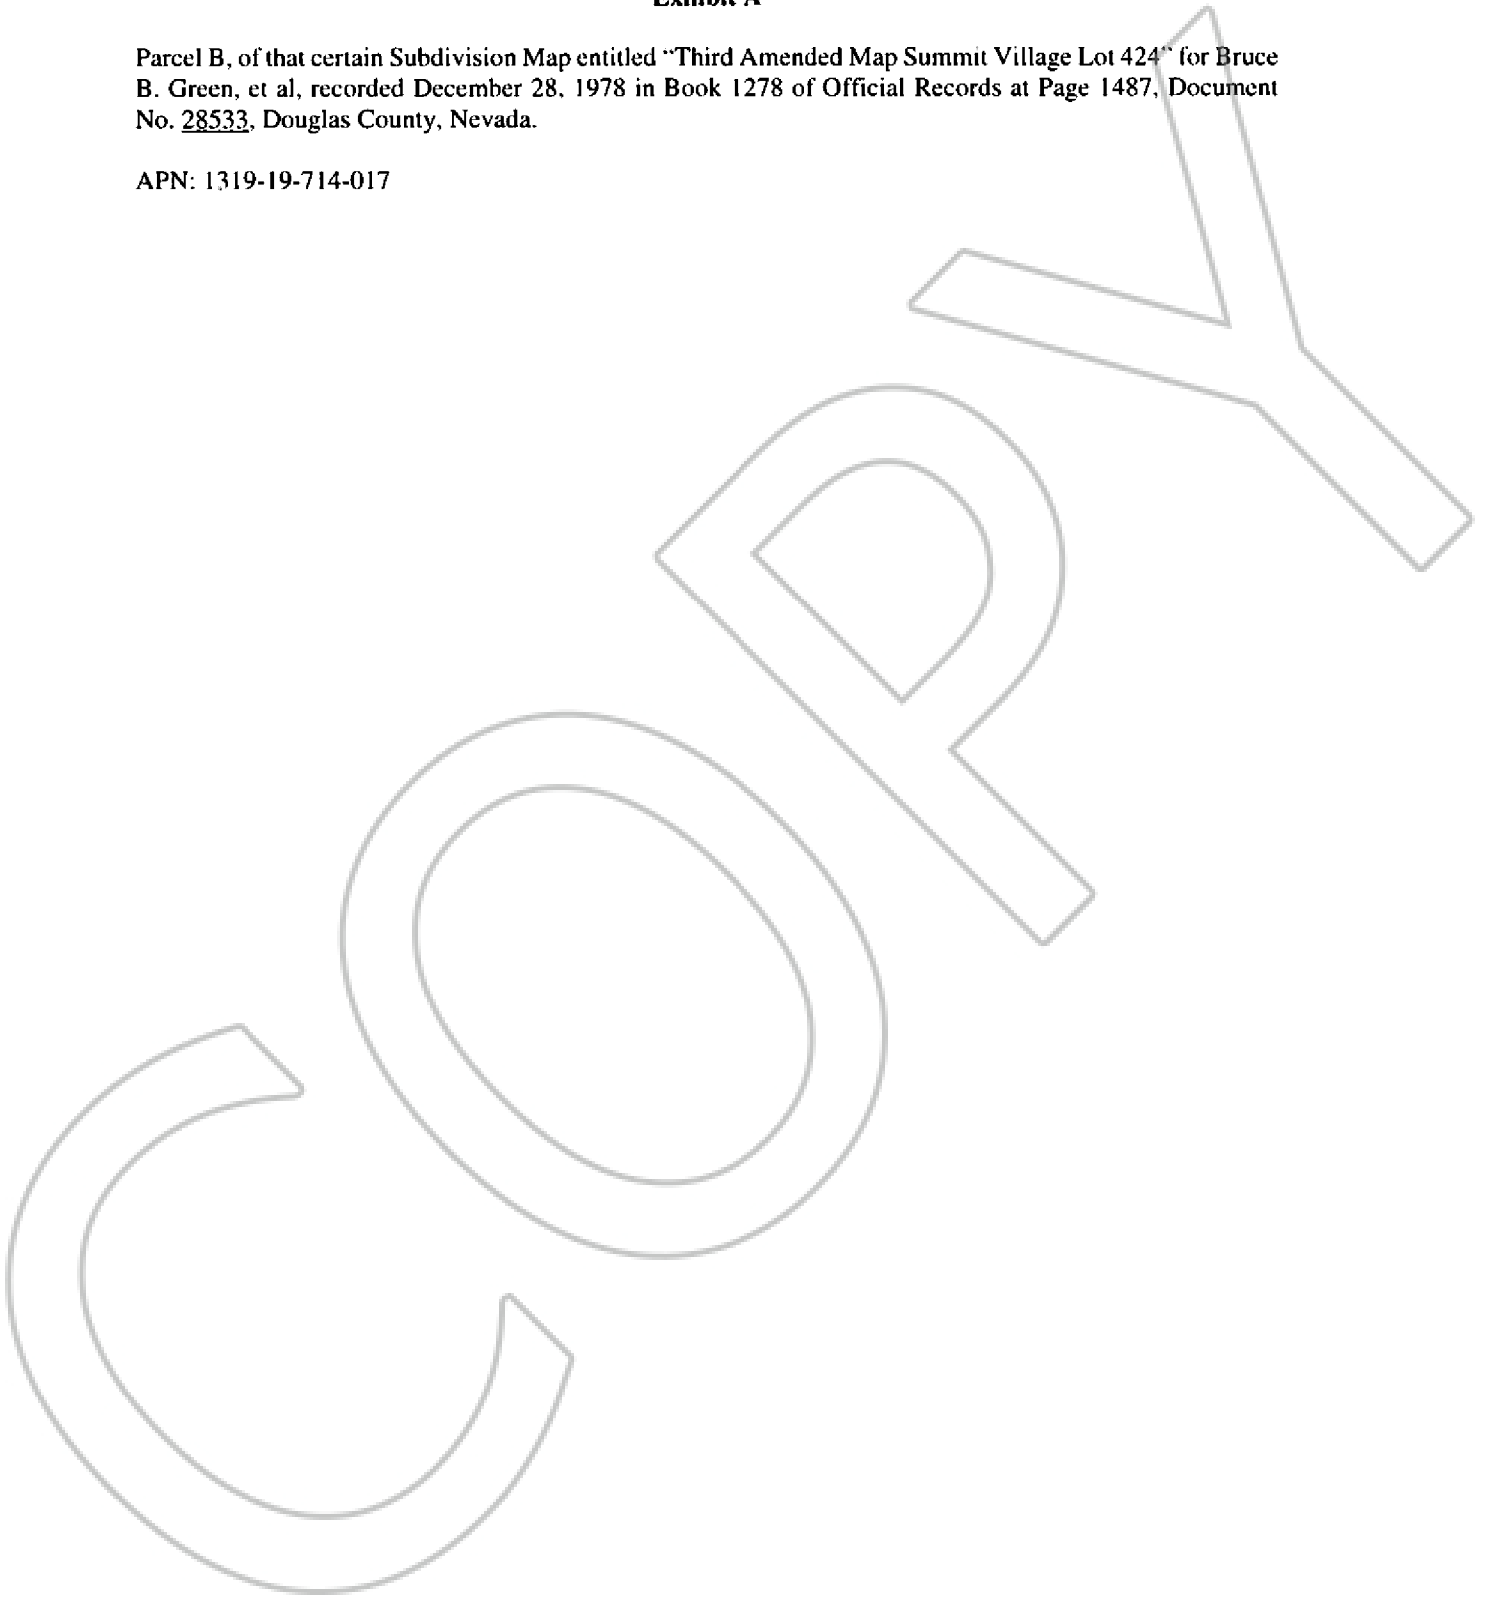 Exhibit A
Parcel B, of that certain Subdivision Map entitled "Third Amended Map Summit Village Lot 424" for Bruce
B. Green, et al, recorded December 28, 1978 in Book 1278 of Official Records at Page 1487, Document
No. 28533, Douglas County, Nevada.
APN: 1319-19-714-017
COPY